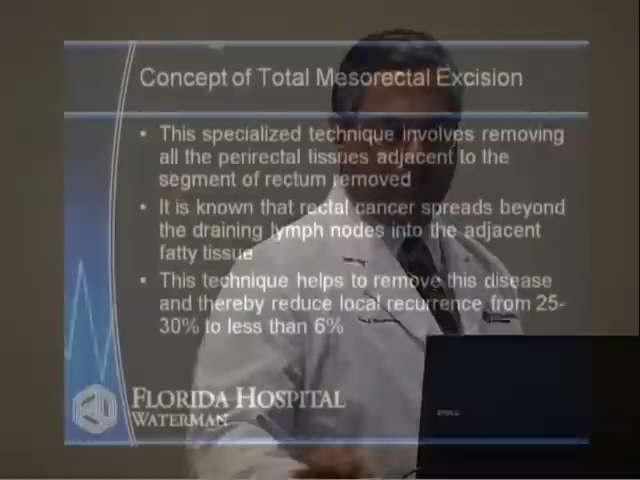 Concept of Total Mesorectal Excision
• This specialized technique involves removing
all the perirectal tissues adjacent to the
segment of rectum removed
• It is known that rectal cancer spreads beyond
the draining lymph nodes into the adjacent
fatty tissue
• This technique helps to remove this disease
and thereby reduce local recurrence from 25-
30% to less than 6%
FLORIDA HOSPITAL
WATERMAN
DELL